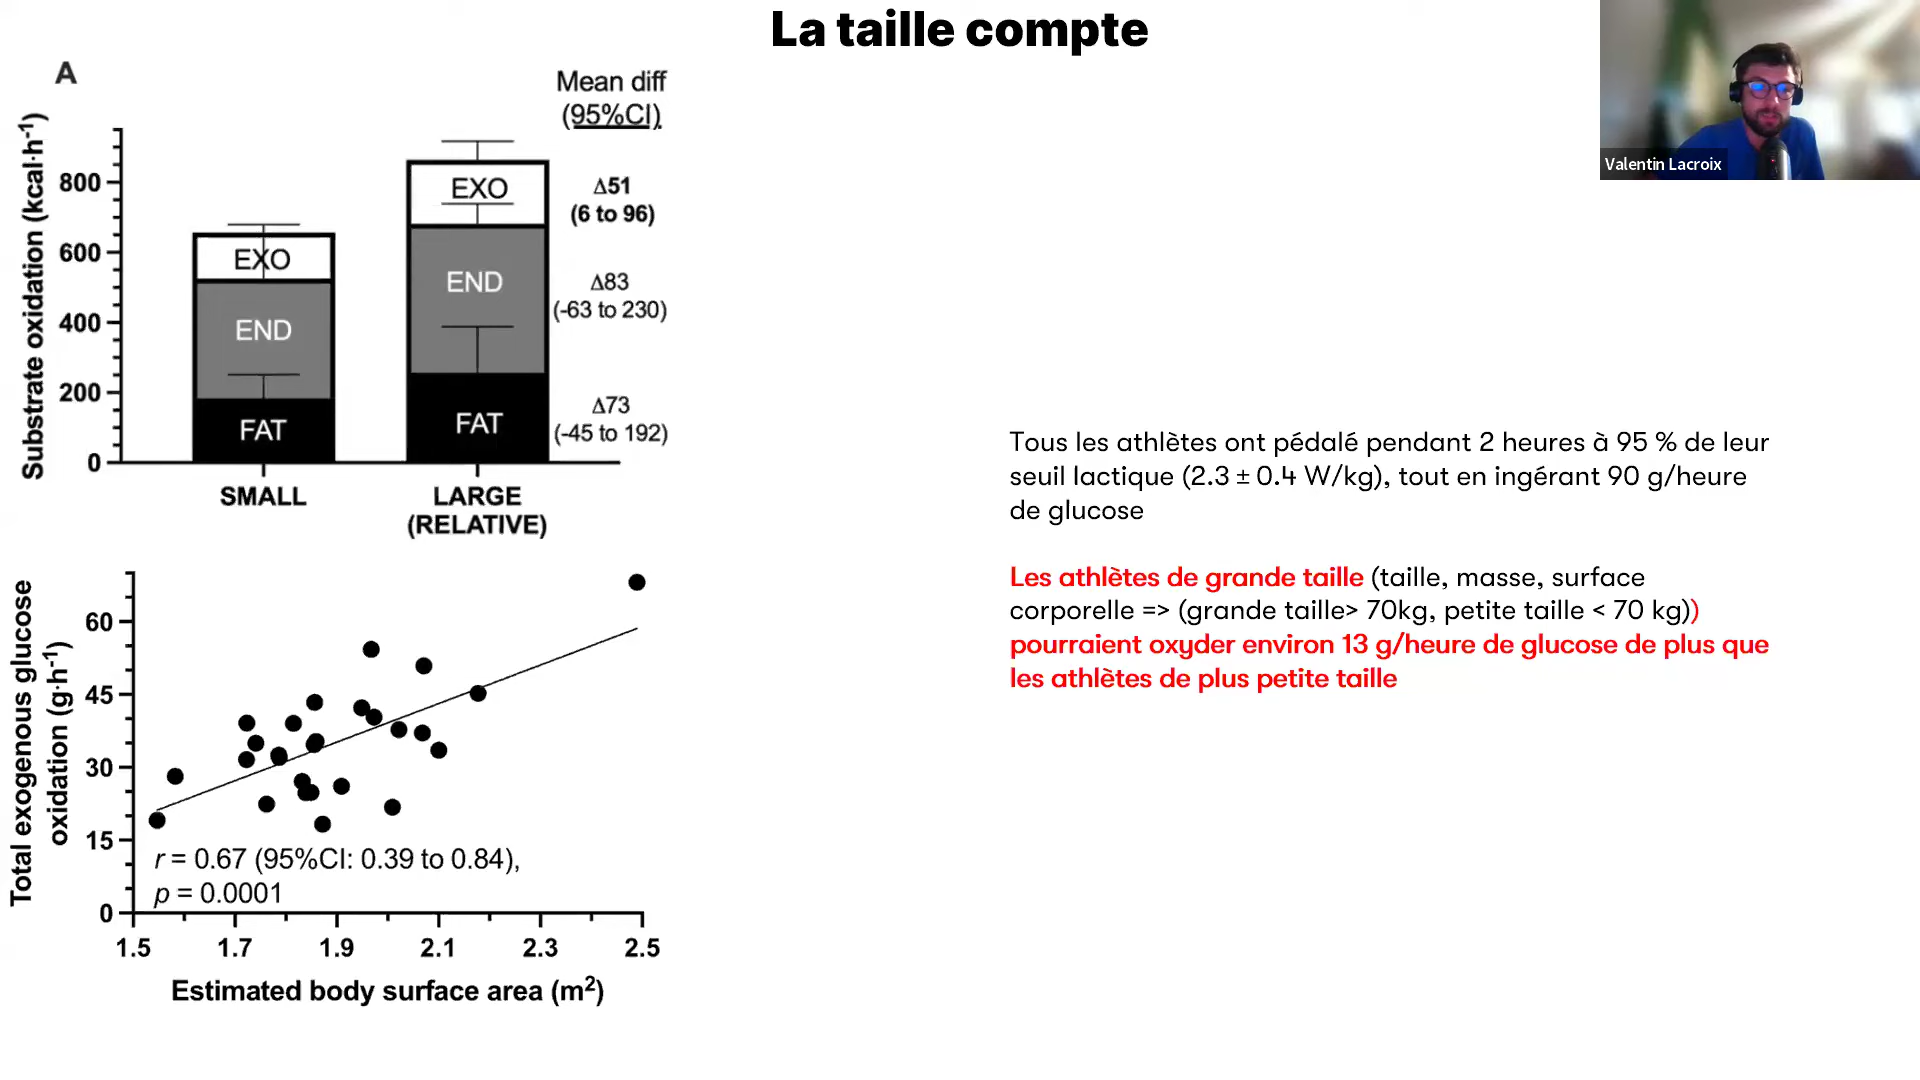 La taille compte
A
Mean diff
(95%CI)
Substrate oxidation (kcal·h-1)
800
600
400
200
0
EXO
END
FAT
EXO
END
FAT
Δ51
(6 to 96)
Δ83
(-63 to 230)
Δ73
(-45 to 192)
SMALL
LARGE
(RELATIVE)
Total exogenous glucose
oxidation (g·h-1)
60
45
30
15
0
r = 0.67 (95%CI: 0.39 to 0.84),
p = 0.0001
1.5 1.7 1.9 2.1 2.3 2.5
Estimated body surface area (m2)
Tous les athlètes ont pédalé pendant 2 heures à 95 % de leur
seuil lactique (2.3 ± 0.4 W/kg), tout en ingérant 90 g/heure
de glucose
Les athlètes de grande taille (taille, masse, surface
corporelle => (grande taille> 70kg, petite taille < 70 kg))
pourraient oxyder environ 13 g/heure de glucose de plus que
les athlètes de plus petite taille
Valentin Lacroix